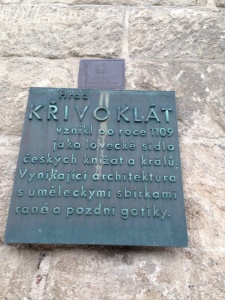 Hrad
KŘIVOKLÁT
vznikl po roce 1109
jako lovecké sídlo
českých knížat a králů.
Vynikající architektura
s uměleckými sbírkami
rané a pozdní gotiky.